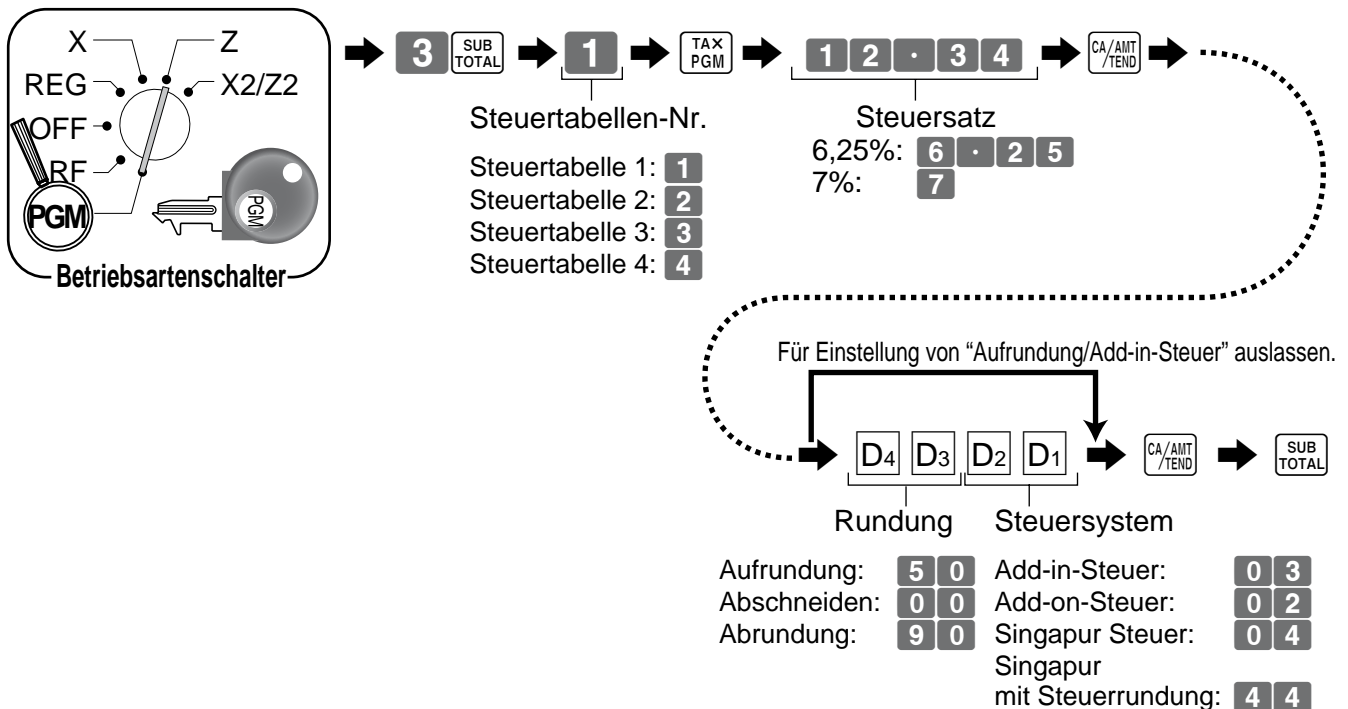 X Z
REG X2/Z2
OFF
RF
PGM
PGM
Betriebsartenschalter
3 SUB TOTAL 1 TAX PGM 1 2 · 3 4 CA/AMT /TEND
Steuertabellen-Nr.
Steuertabelle 1: 1
Steuertabelle 2: 2
Steuertabelle 3: 3
Steuertabelle 4: 4
Steuersatz
6,25%: 6 · 2 5
7%: 7
Für Einstellung von “Aufrundung/Add-in-Steuer” auslassen.
D4 D3 D2 D1 CA/AMT /TEND SUB TOTAL
Rundung
Aufrundung: 5 0
Abschneiden: 0 0
Abrundung: 9 0
Steuersystem
Add-in-Steuer: 0 3
Add-on-Steuer: 0 2
Singapur Steuer: 0 4
Singapur
mit Steuerrundung: 4 4